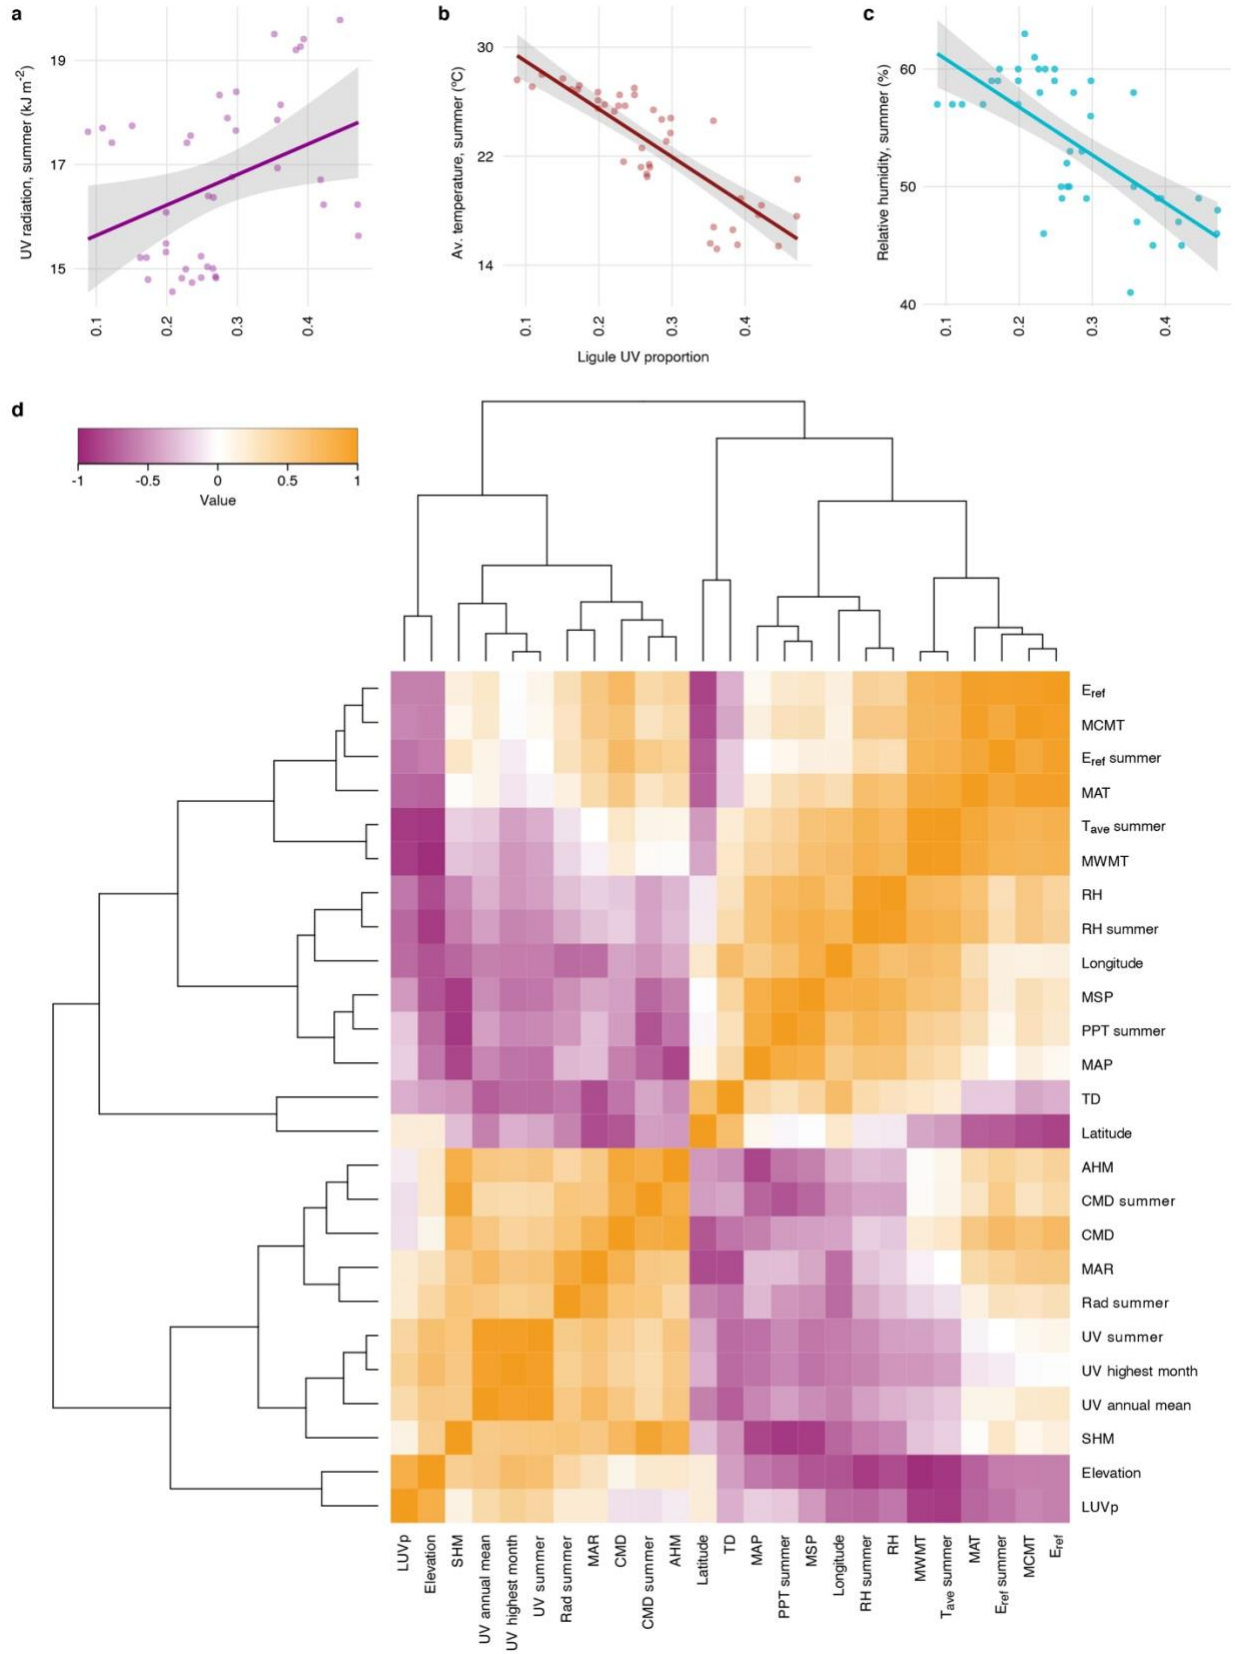 a
UV radiation, summer (kJ m⁻²)
19
17
15
0.1
0.2
0.3
0.4
b
Av. temperature, summer (ºC)
30
22
14
0.1
0.2
0.3
0.4
Ligule UV proportion
c
Relative humidity, summer (%)
60
50
40
0.1
0.2
0.3
0.4
d
-1
-0.5
0
0.5
1
Value
Eref
MCMT
Eref summer
MAT
Tave summer
MWMT
RH
RH summer
Longitude
MSP
PPT summer
MAP
TD
Latitude
AHM
CMD summer
CMD
MAR
Rad summer
UV summer
UV highest month
UV annual mean
SHM
Elevation
LUVp
LUVp
Elevation
SHM
UV annual mean
UV highest month
UV summer
Rad summer
MAR
CMD
CMD summer
AHM
Latitude
TD
MAP
PPT summer
MSP
Longitude
RH summer
RH
MWMT
Tave summer
MAT
Eref summer
MCMT
Eref